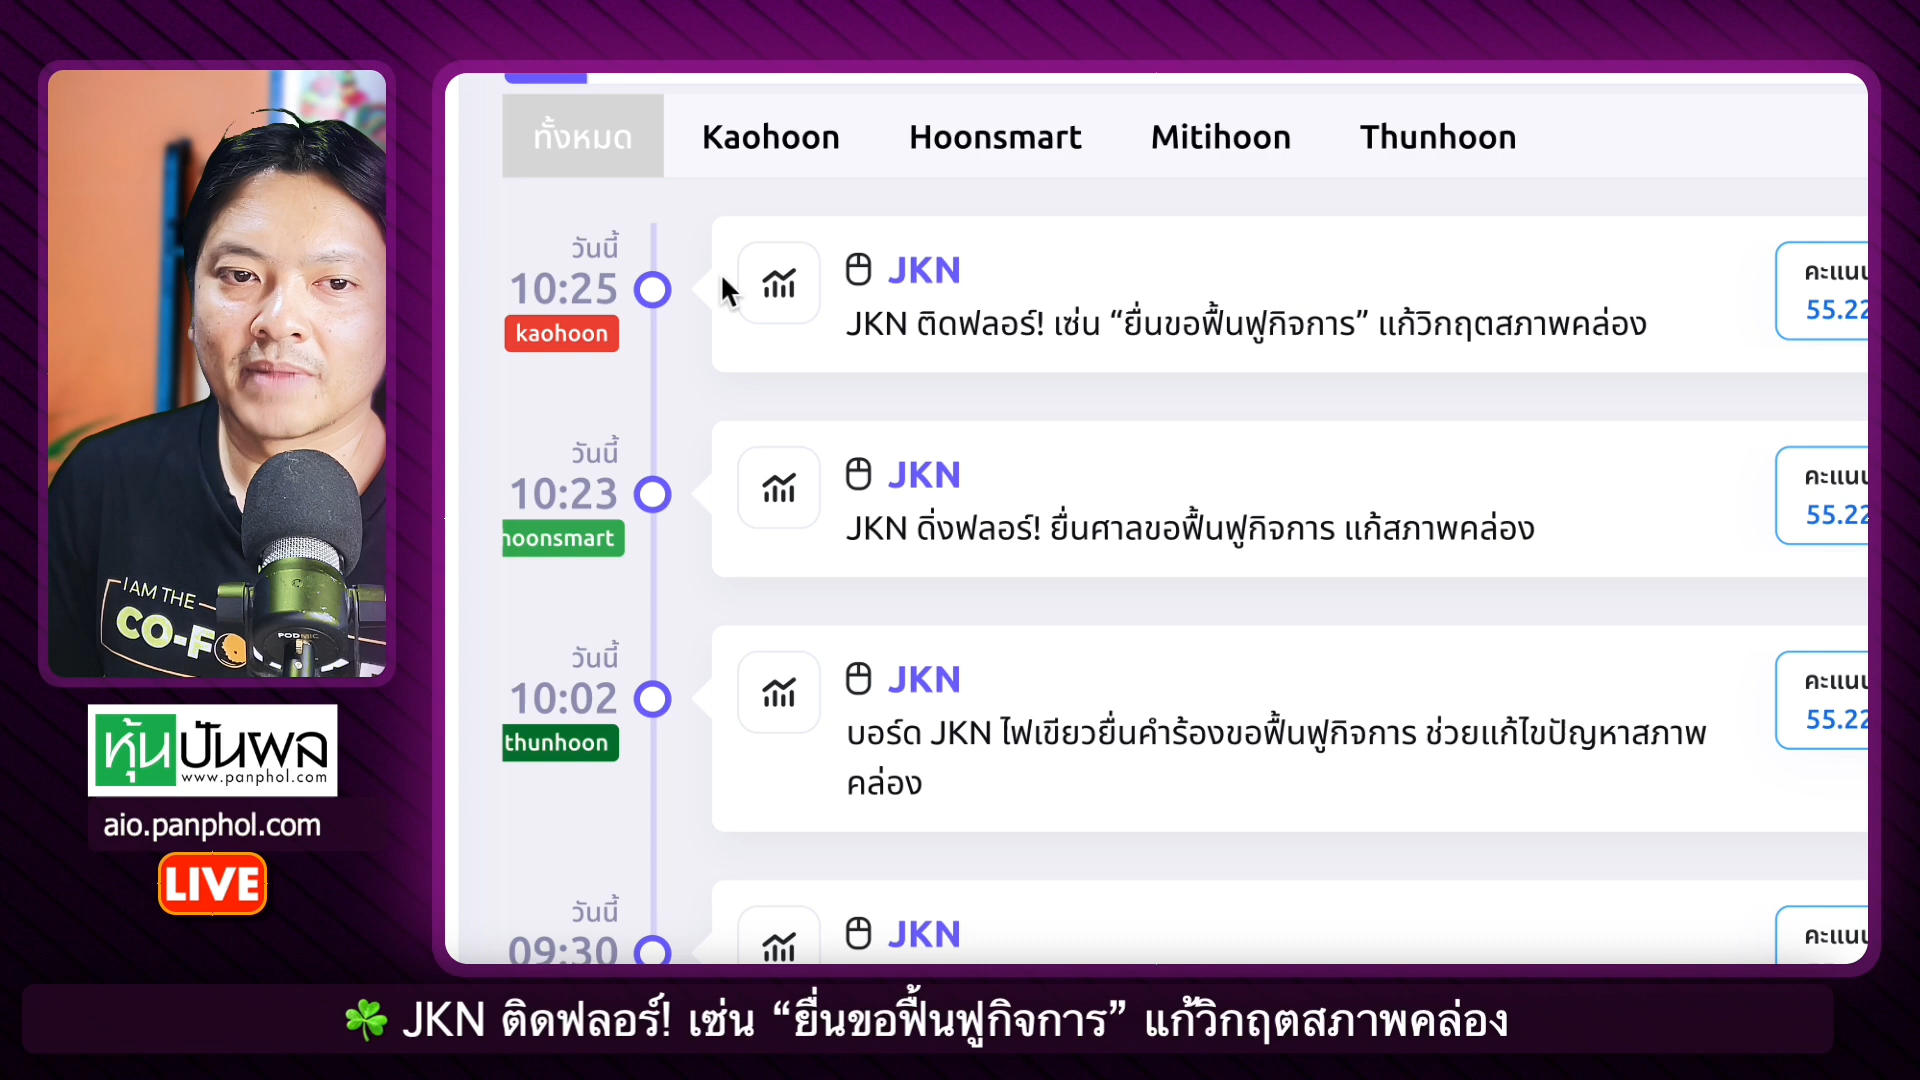 ทั้งหมด Kaohoon Hoonsmart Mitihoon Thunhoon
วันนี้
10:25
kaohoon
JKN
JKN ติดฟลอร์! เซ่น “ยื่นขอฟื้นฟูกิจการ” แก้วิกฤตสภาพคล่อง
55.22
วันนี้
10:23
hoonsmart
JKN
JKN ดิ่งฟลอร์! ยื่นศาลขอฟื้นฟูกิจการ แก้สภาพคล่อง
55.22
วันนี้
10:02
thunhoon
JKN
บอร์ด JKN ไฟเขียวยื่นคำร้องขอฟื้นฟูกิจการ ช่วยแก้ไขปัญหาสภาพ
คล่อง
55.22
วันนี้
09:30
JKN
I AM THE
PODMIC
หุ้นปันผล
www.panphol.com
aio.panphol.com
LIVE
JKN ติดฟลอร์! เซ่น “ยื่นขอฟื้นฟูกิจการ” แก้วิกฤตสภาพคล่อง